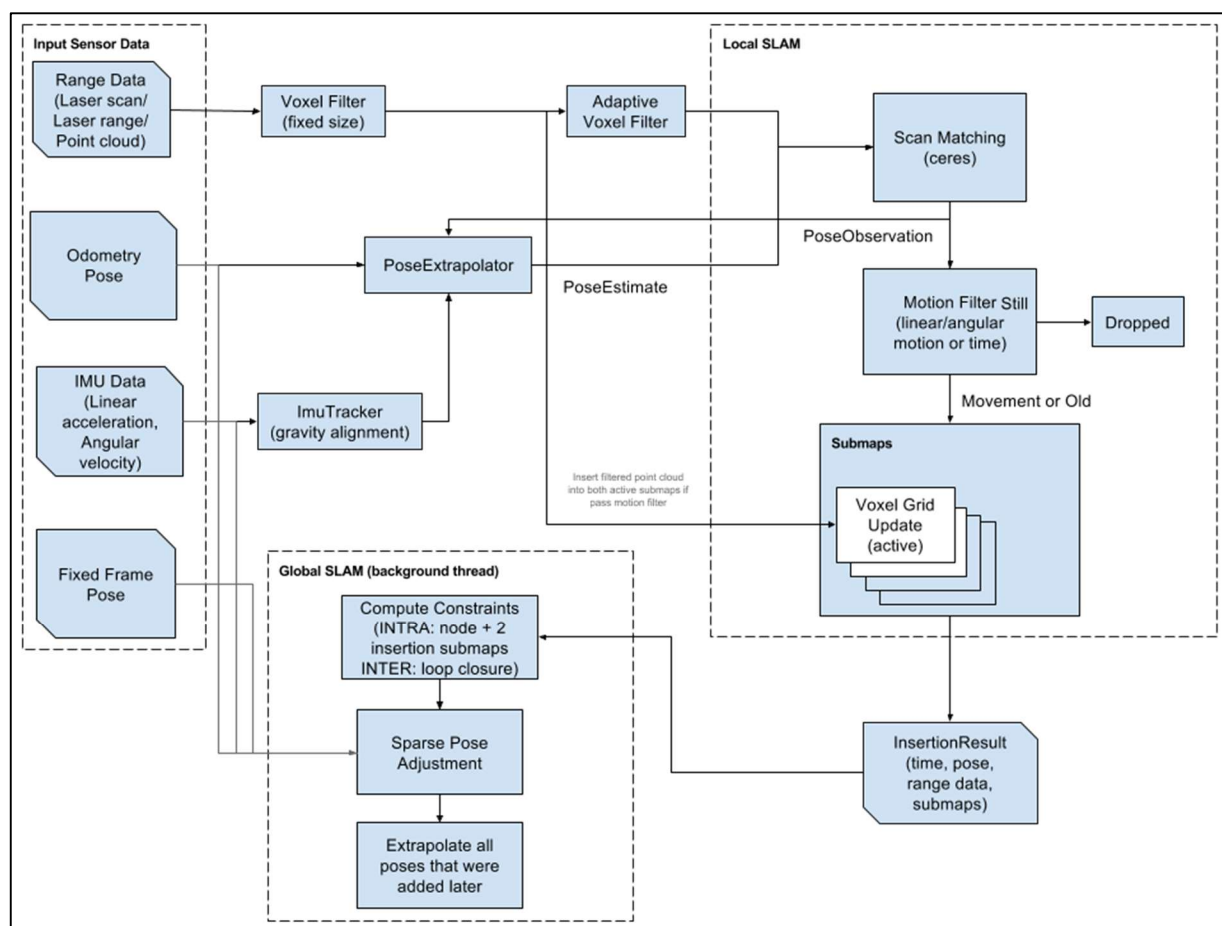 Input Sensor Data
Range Data
(Laser scan/
Laser range/
Point cloud)
Odometry
Pose
IMU Data
(Linear
acceleration,
Angular
velocity)
Fixed Frame
Pose
Voxel Filter
(fixed size)
Adaptive
Voxel Filter
PoseExtrapolator
PoseEstimate
ImuTracker
(gravity alignment)
Insert filtered point cloud
into both active submaps if
pass motion filter
Local SLAM
Scan Matching
(ceres)
PoseObservation
Motion Filter Still
(linear/angular
motion or time)
Dropped
Movement or Old
Submaps
Voxel Grid
Update
(active)
Global SLAM (background thread)
Compute Constraints
(INTRA: node + 2
insertion submaps
INTER: loop closure)
Sparse Pose
Adjustment
Extrapolate all
poses that were
added later
InsertionResult
(time, pose,
range data,
submaps)